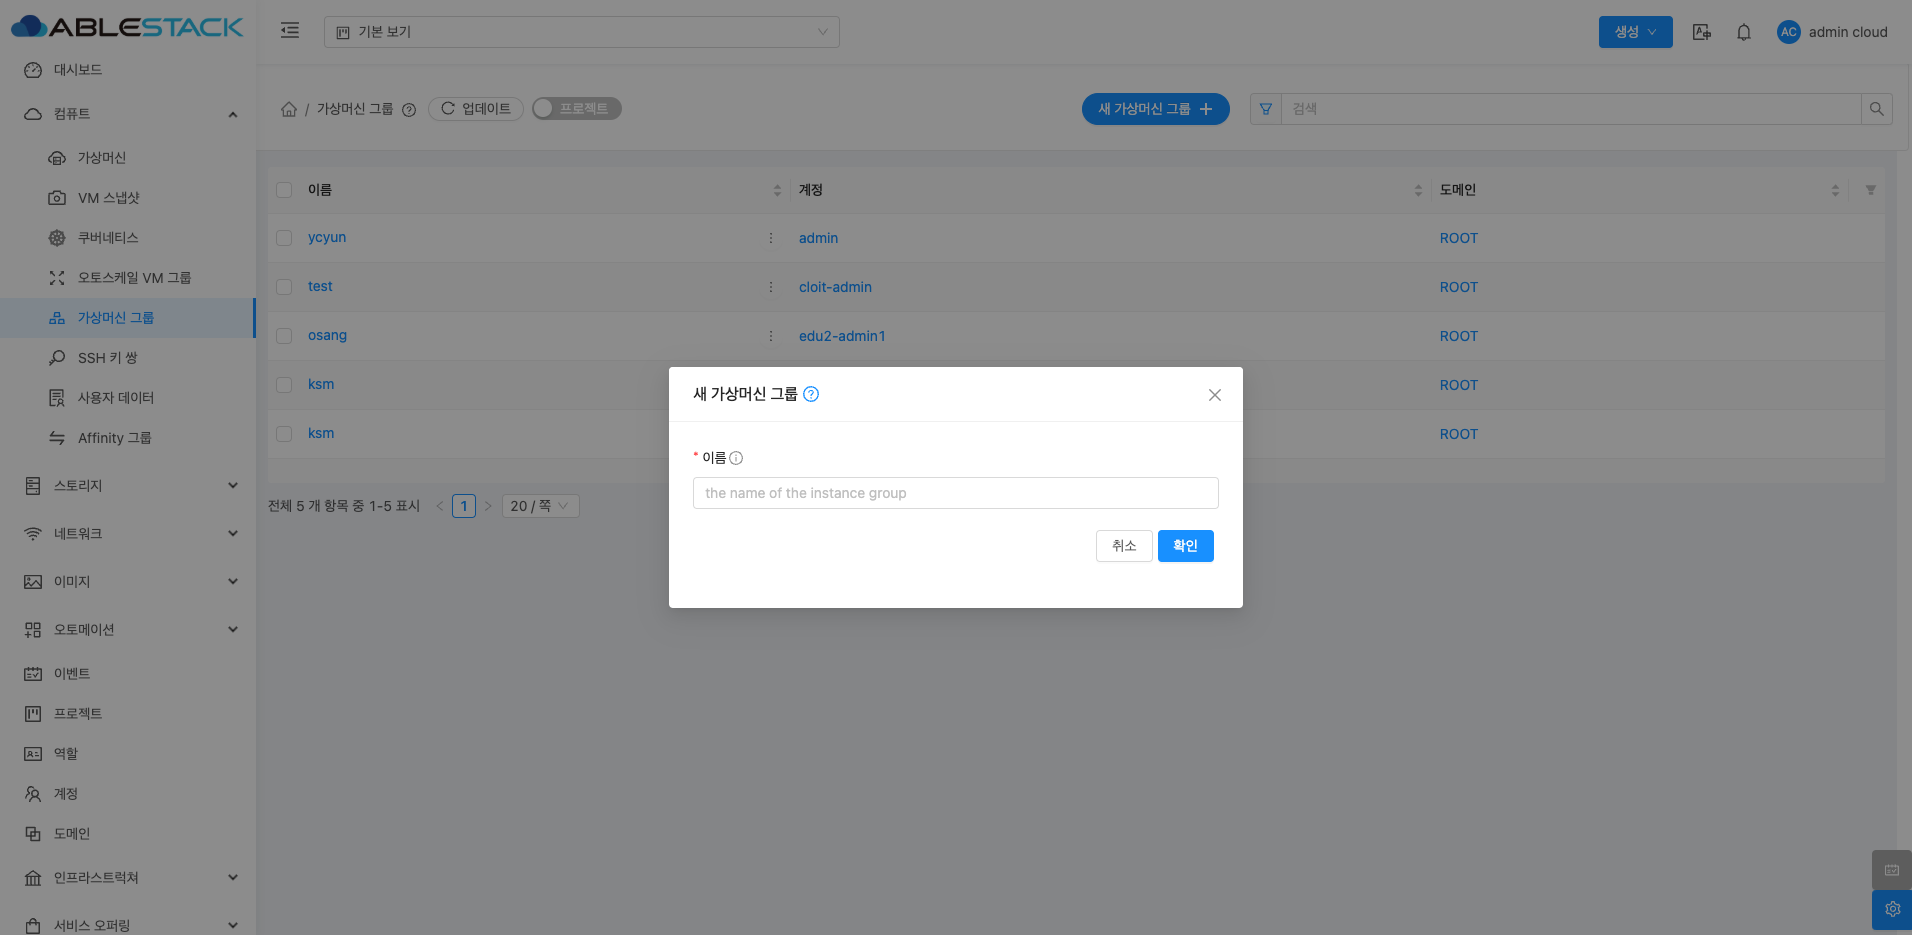 ABLESTACK
기본 보기
생성
AC
admin cloud
대시보드
컴퓨트
가상머신
VM 스냅샷
쿠버네티스
오토스케일 VM 그룹
가상머신 그룹
SSH 키 쌍
사용자 데이터
Affinity 그룹
스토리지
네트워크
이미지
오토메이션
이벤트
프로젝트
역할
계정
도메인
인프라스트럭쳐
서비스 오퍼링
/ 가상머신 그룹
업데이트
프로젝트
새 가상머신 그룹
검색
이름 계정 도메인
ycyun admin ROOT
test cloit-admin ROOT
osang edu2-admin1 ROOT
ksm ROOT
ksm ROOT
전체 5 개 항목 중 1-5 표시
1
20 / 쪽
새 가상머신 그룹
* 이름
the name of the instance group
취소
확인